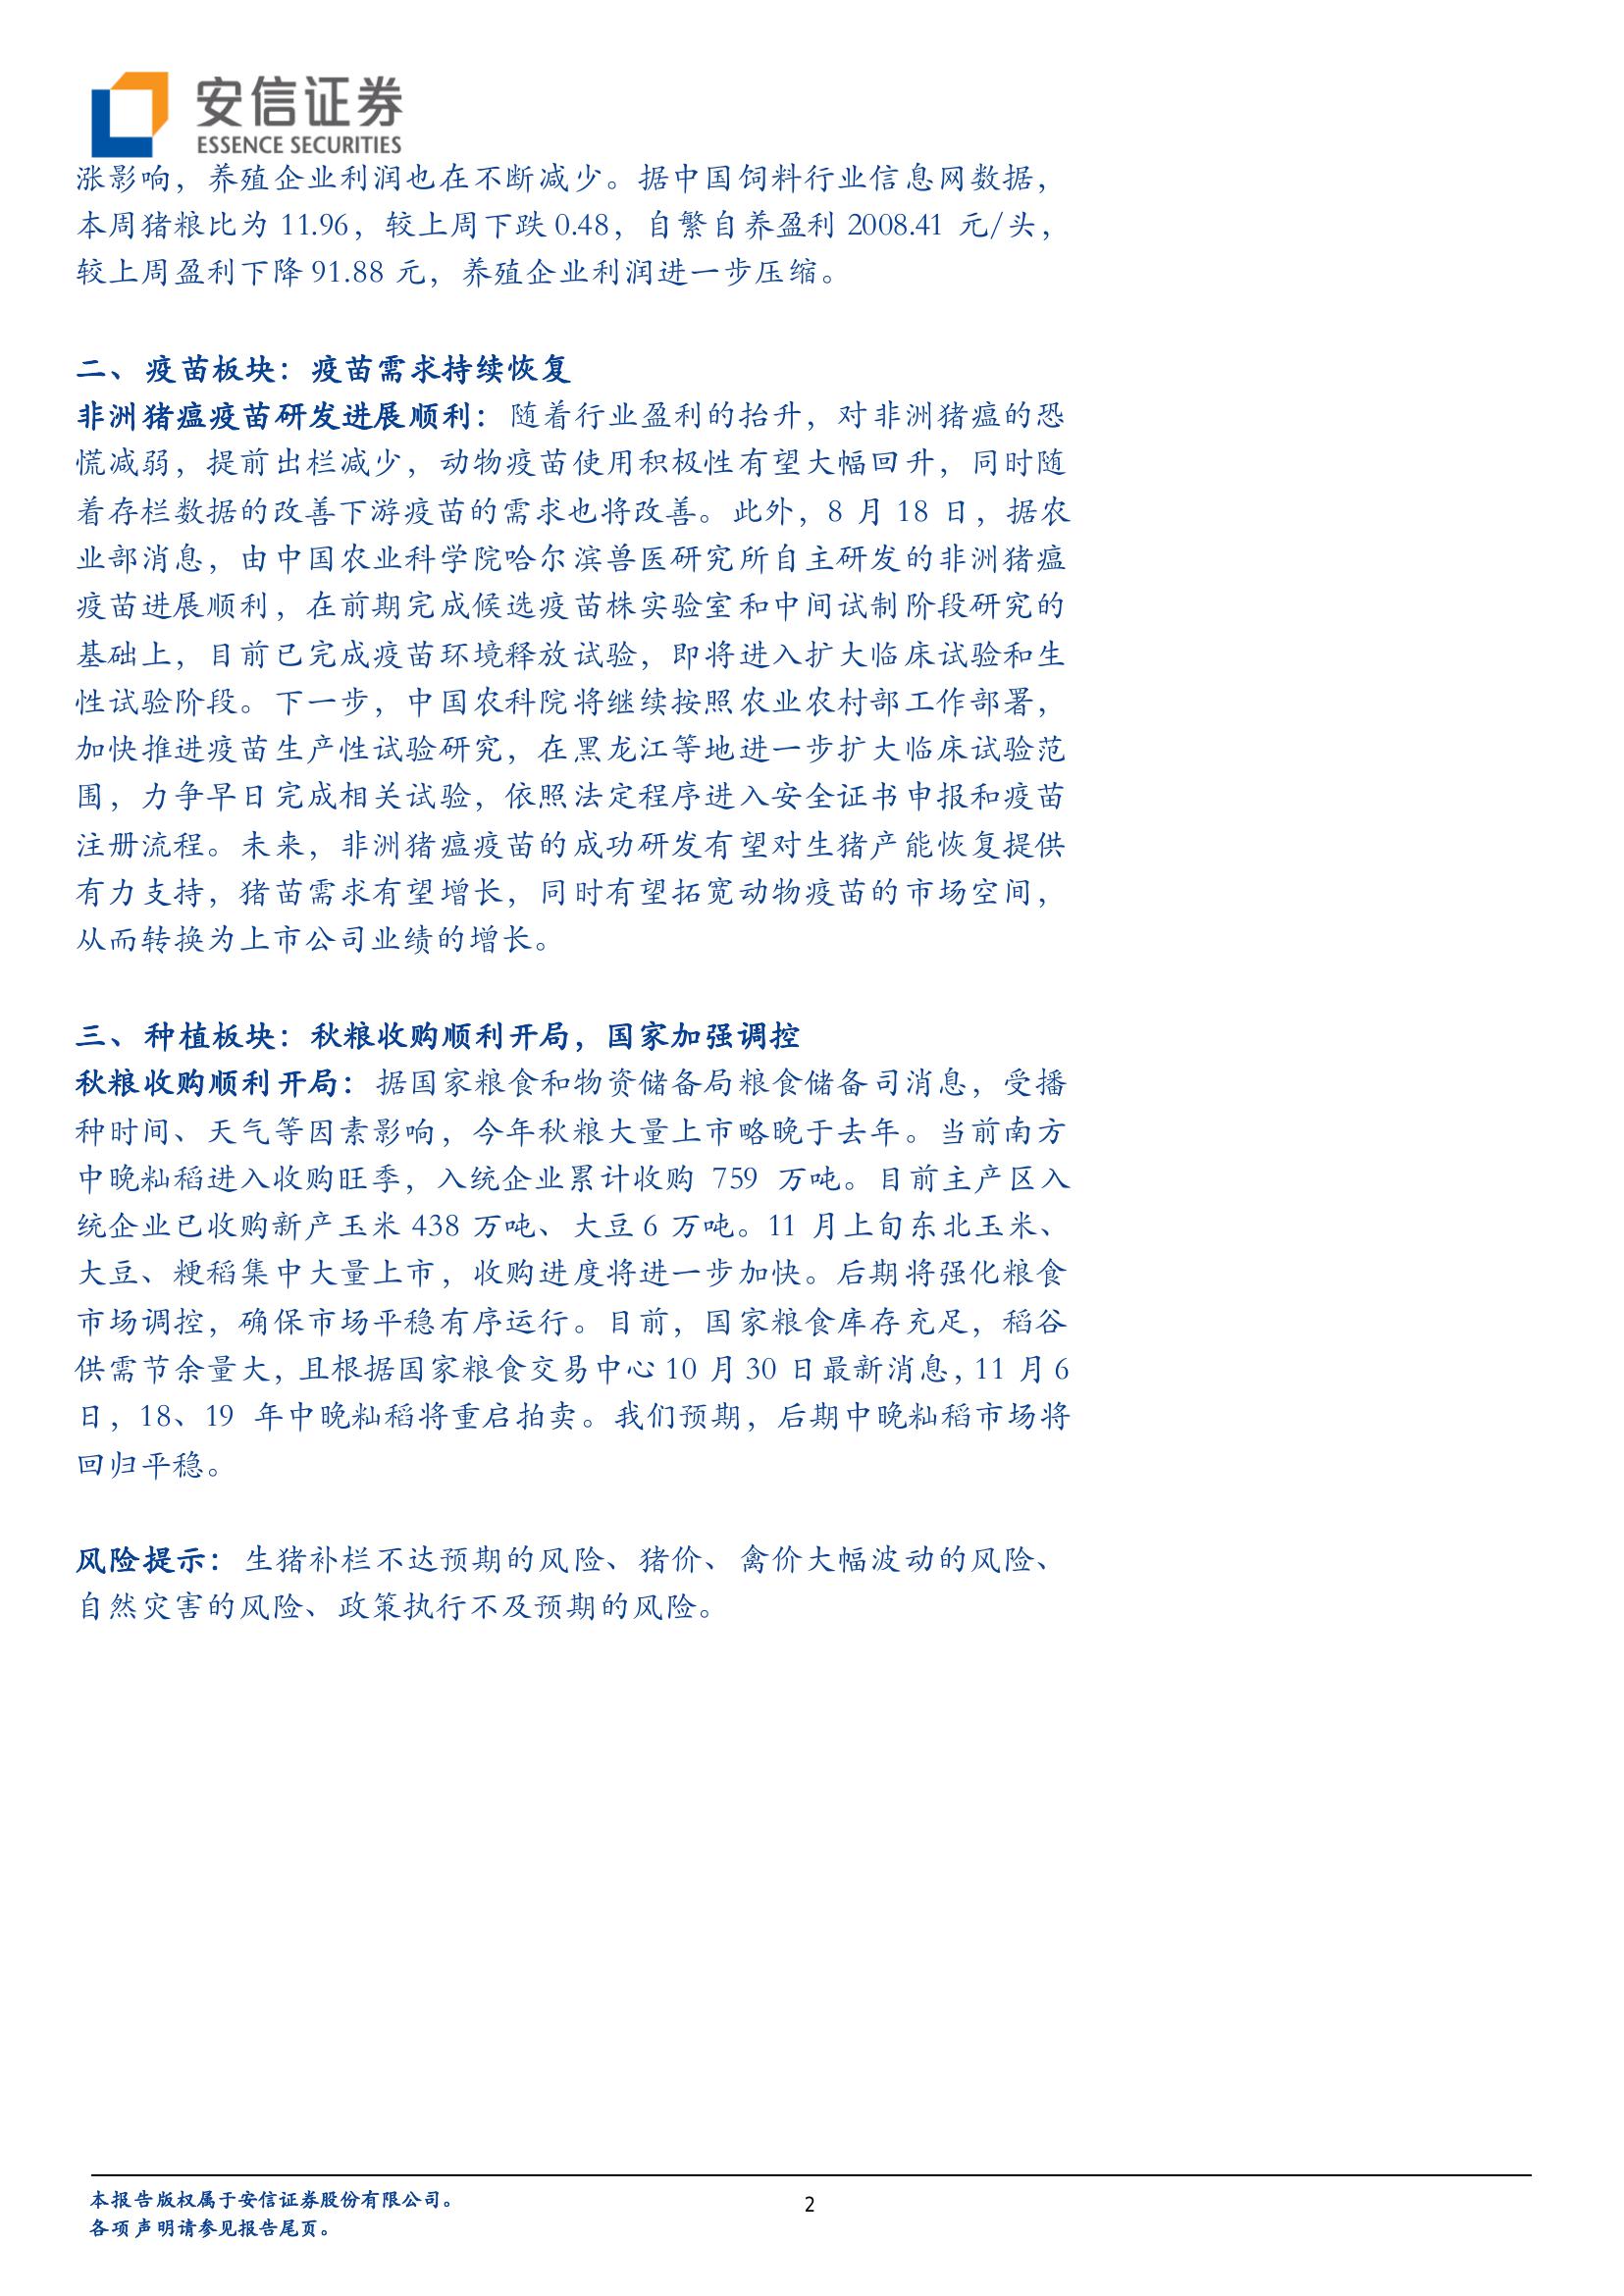 安信证券
ESSENCE SECURITIES
涨影响，养殖企业利润也在不断减少。据中国饲料行业信息网数据，
本周猪粮比为 11.96，较上周下跌 0.48，自繁自养盈利 2008.41 元/头，
较上周盈利下降 91.88 元，养殖企业利润进一步压缩。
二、疫苗板块：疫苗需求持续恢复
非洲猪瘟疫苗研发进展顺利：随着行业盈利的抬升，对非洲猪瘟的恐
慌减弱，提前出栏减少，动物疫苗使用积极性有望大幅回升，同时随
着存栏数据的改善下游疫苗的需求也将改善。此外，8 月 18 日，据农
业部消息，由中国农业科学院哈尔滨兽医研究所自主研发的非洲猪瘟
疫苗进展顺利，在前期完成候选疫苗株实验室和中间试制阶段研究的
基础上，目前已完成疫苗环境释放试验，即将进入扩大临床试验和生
性试验阶段。下一步，中国农科院将继续按照农业农村部工作部署，
加快推进疫苗生产性试验研究，在黑龙江等地进一步扩大临床试验范
围，力争早日完成相关试验，依照法定程序进入安全证书申报和疫苗
注册流程。未来，非洲猪瘟疫苗的成功研发有望对生猪产能恢复提供
有力支持，猪苗需求有望增长，同时有望拓宽动物疫苗的市场空间，
从而转换为上市公司业绩的增长。
三、种植板块：秋粮收购顺利开局，国家加强调控
秋粮收购顺利开局：据国家粮食和物资储备局粮食储备司消息，受播
种时间、天气等因素影响，今年秋粮大量上市略晚于去年。当前南方
中晚籼稻进入收购旺季，入统企业累计收购 759 万吨。目前主产区入
统企业已收购新产玉米 438 万吨、大豆 6 万吨。11 月上旬东北玉米、
大豆、粳稻集中大量上市，收购进度将进一步加快。后期将强化粮食
市场调控，确保市场平稳有序运行。目前，国家粮食库存充足，稻谷
供需节余量大，且根据国家粮食交易中心 10 月 30 日最新消息，11 月 6
日，18、19 年中晚籼稻将重启拍卖。我们预期，后期中晚籼稻市场将
回归平稳。
风险提示：生猪补栏不达预期的风险、猪价、禽价大幅波动的风险、
自然灾害的风险、政策执行不及预期的风险。
本报告版权属于安信证券股份有限公司。
2
各项声明请参见报告尾页。